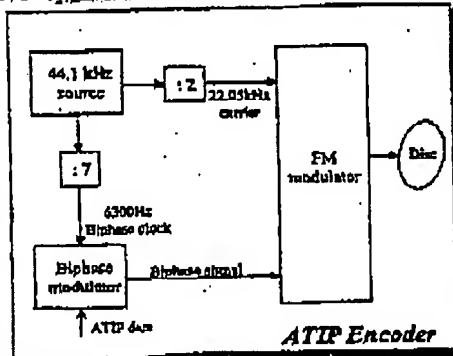 44.1 kHz
source
:2
22.05kHz
carrier
:7
6300Hz
Biphase clock
Biphase
modulator
Biphase signal
ATIP data
FM
modulator
Disc
ATIP Encoder